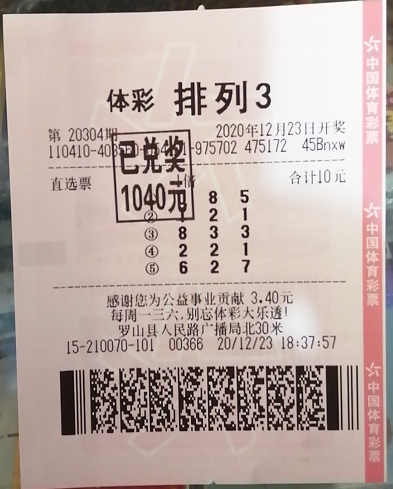 体彩 排列3
第 20304期 2020年12月23日开奖
975702 475172 45Bnxw
直选票 倍 合计10元
已兑奖
1040元
8 5
② 2 1
③ 8 3 3
④ 2 2 1
⑤ 6 2 7
感谢您为公益事业贡献 3.40元
每周一三六,别忘体彩大乐透!
罗山县人民路广播局北30米
15-210070-101 00366 20/12/23 18:37:57
中国体育彩票
中国体育彩票
中国体育彩票